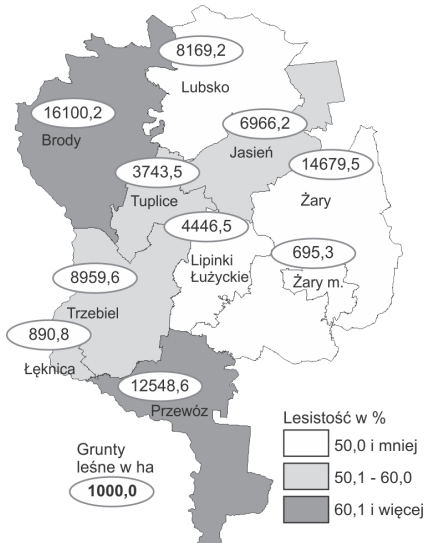 8169,2
Lubsko
16100,2
Brody
6966,2
Jasień
3743,5
Tuplice
14679,5
Żary
4446,5
Lipinki
Łużyckie
695,3
Żary m.
8959,6
Trzebiel
890,8
Łęknica
12548,6
Przewóz
Grunty
leśne w ha
1000,0
Lesistość w %
50,0 i mniej
50,1 - 60,0
60,1 i więcej